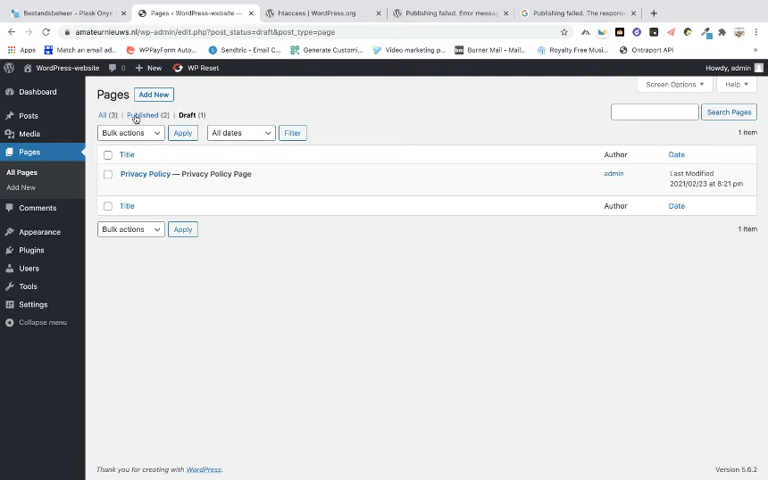 Bestandsbeheer – Plesk Onyx
Pages ‹ WordPress-website —
htaccess | WordPress.org
Publishing failed. Error messag
Publishing failed. The respons
amateurnieuws.nl/wp-admin/edit.php?post_status=draft&post_type=page
Apps
Match an email ad...
WPPayForm Auto...
Sendtric - Email C...
Generate Customi...
Video marketing p...
Burner Mail - Mail...
Royalty Free Musi...
Ontraport API
WordPress-website
0
New
WP Reset
Howdy, admin
Dashboard
Posts
Media
Pages
All Pages
Add New
Comments
Appearance
Plugins
Users
Tools
Settings
Collapse menu
Pages
Add New
Screen Options
Help
All (3) | Published (2) | Draft (1)
Search Pages
Bulk actions
Apply
All dates
Filter
1 item
Title
Author
Date
Privacy Policy — Privacy Policy Page
admin
Last Modified
2021/02/23 at 8:21 pm
Title
Author
Date
Bulk actions
Apply
1 item
Thank you for creating with WordPress.
Version 5.6.2